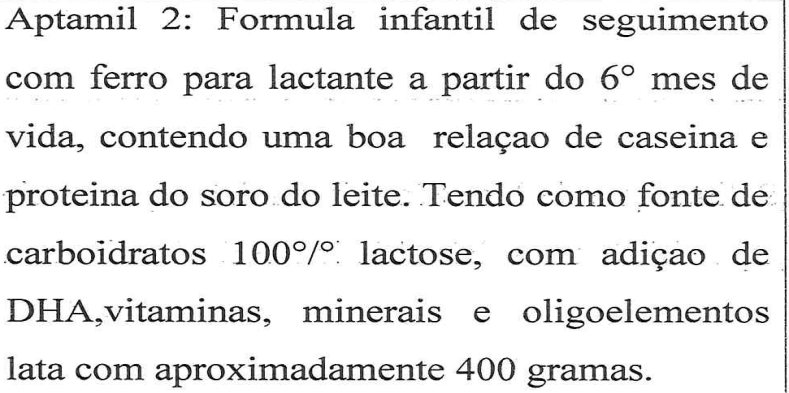 Aptamil 2: Formula infantil de seguimento
com ferro para lactante a partir do 6° mes de
vida, contendo uma boa relaçao de caseina e
proteina do soro do leite. Tendo como fonte de
carboidratos 100°/° lactose, com adiçao de
DHA,vitaminas, minerais e oligoelementos
lata com aproximadamente 400 gramas.